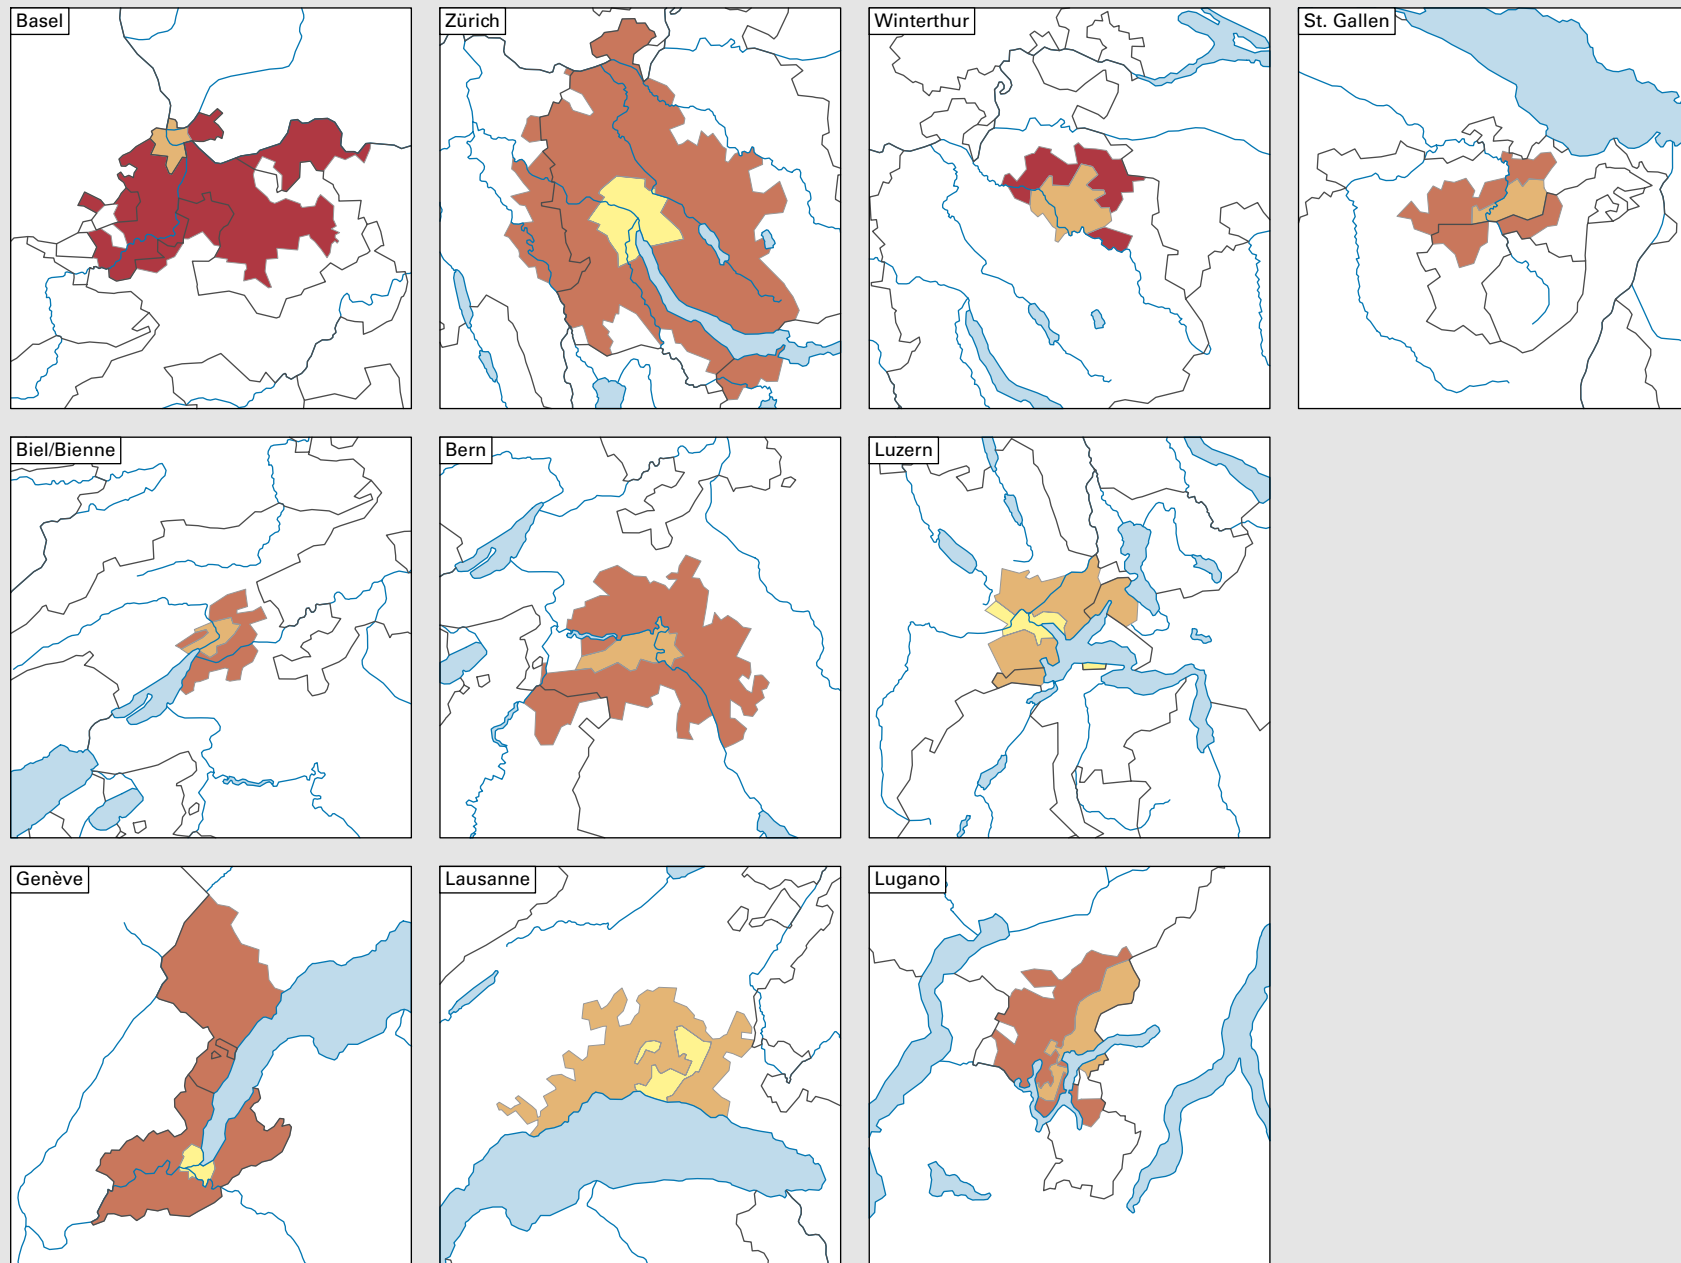 Basel
Zürich
Winterthur
St. Gallen
Biel/Bienne
Bern
Luzern
Genève
Lausanne
Lugano